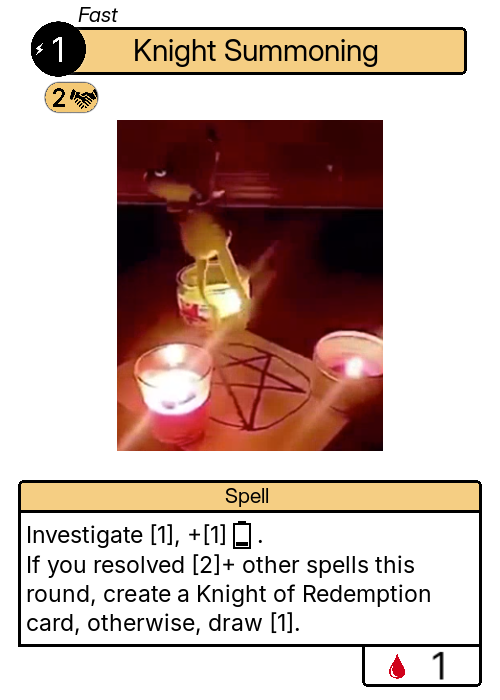 Fast
1 Knight Summoning
2
Spell
Investigate [1], +[1] .
If you resolved [2]+ other spells this
round, create a Knight of Redemption
card, otherwise, draw [1].
1